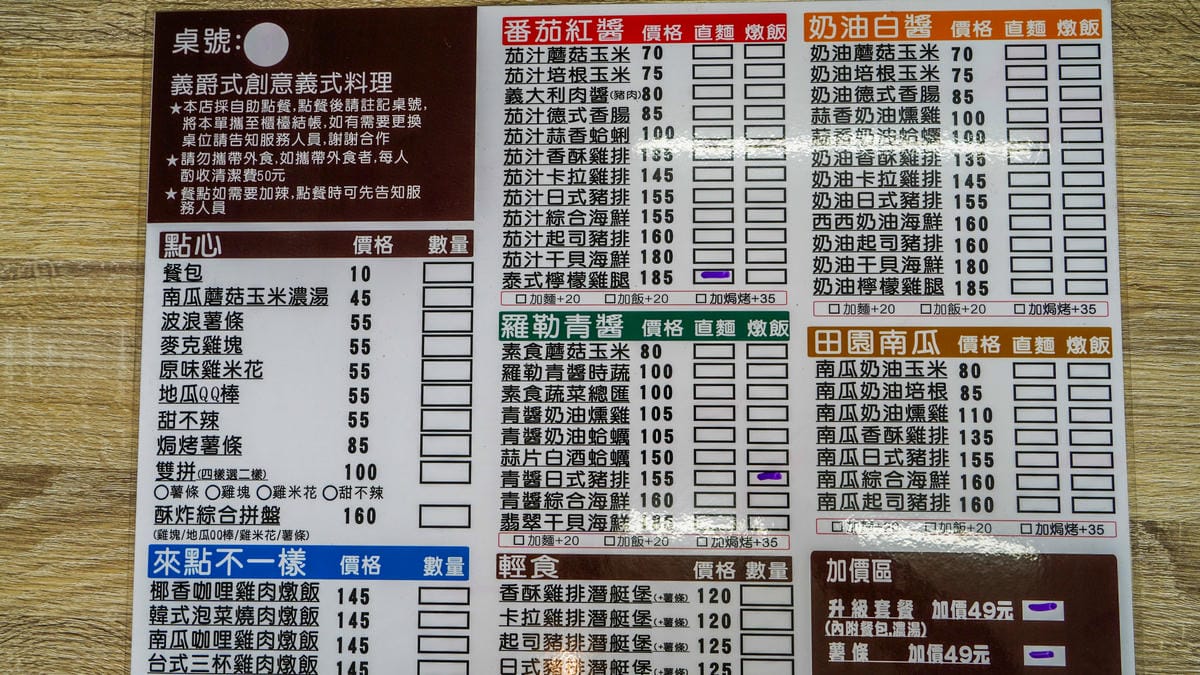 桌號:
義爵式創意義式料理
★本店採自助點餐,點餐後請註記桌號,
將本單攜至櫃檯結帳,如有需要更換
桌位請告知服務人員,謝謝合作
★請勿攜帶外食,如攜帶外食者,每人
酌收清潔費50元
★餐點如需要加辣,點餐時可先告知服
務人員
點心 價格 數量
餐包 10
南瓜蘑菇玉米濃湯 45
波浪薯條 55
麥克雞塊 55
原味雞米花 55
地瓜QQ棒 55
甜不辣 55
焗烤薯條 85
雙拼(四樣選二樣) 100
○薯條 ○雞塊 ○雞米花 ○甜不辣
酥炸綜合拼盤 160
(雞塊/地瓜QQ棒/雞米花/薯條)
來點不一樣 價格 數量
椰香咖哩雞肉燉飯 145
韓式泡菜燒肉燉飯 145
南瓜咖哩雞肉燉飯 145
台式三杯雞肉燉飯 145
番茄紅醬 價格 直麵 燉飯
茄汁蘑菇玉米 70
茄汁培根玉米 75
義大利肉醬(豬肉) 80
茄汁德式香腸 85
茄汁蒜香蛤蜊 100
茄汁香酥雞排 135
茄汁卡拉雞排 145
茄汁日式豬排 155
茄汁綜合海鮮 155
茄汁起司豬排 160
茄汁干貝海鮮 180
泰式檸檬雞腿 185
□加麵+20 □加飯+20 □加焗烤+35
羅勒青醬 價格 直麵 燉飯
素食蘑菇玉米 80
羅勒青醬時蔬 100
素食蔬菜總匯 100
青醬奶油燻雞 105
青醬奶油蛤蠣 105
蒜片白酒蛤蠣 150
青醬日式豬排 155
青醬綜合海鮮 160
翡翠干貝海鮮
□加麵+20 □加飯+20 □加焗烤+35
輕食 價格 數量
香酥雞排潛艇堡(+薯條) 120
卡拉雞排潛艇堡(+薯條) 120
起司豬排潛艇堡(+薯條) 125
日式豬排潛艇堡(+薯條) 125
奶油白醬 價格 直麵 燉飯
奶油蘑菇玉米 70
奶油培根玉米 75
奶油德式香腸 85
蒜香奶油燻雞 100
蒜香奶油蛤蠣 100
奶油香酥雞排 135
奶油卡拉雞排 145
奶油日式豬排 155
西西奶油海鮮 160
奶油起司豬排 160
奶油干貝海鮮 180
奶油檸檬雞腿 185
□加麵+20 □加飯+20 □加焗烤+35
田園南瓜 價格 直麵 燉飯
南瓜奶油玉米 80
南瓜奶油培根 85
南瓜奶油燻雞 110
南瓜香酥雞排 135
南瓜日式豬排 155
南瓜綜合海鮮 160
南瓜起司豬排 160
□加麵+20 □加飯+20 □加焗烤+35
加價區
升級套餐 加價49元
(內附餐包,濃湯)
薯條 加價49元